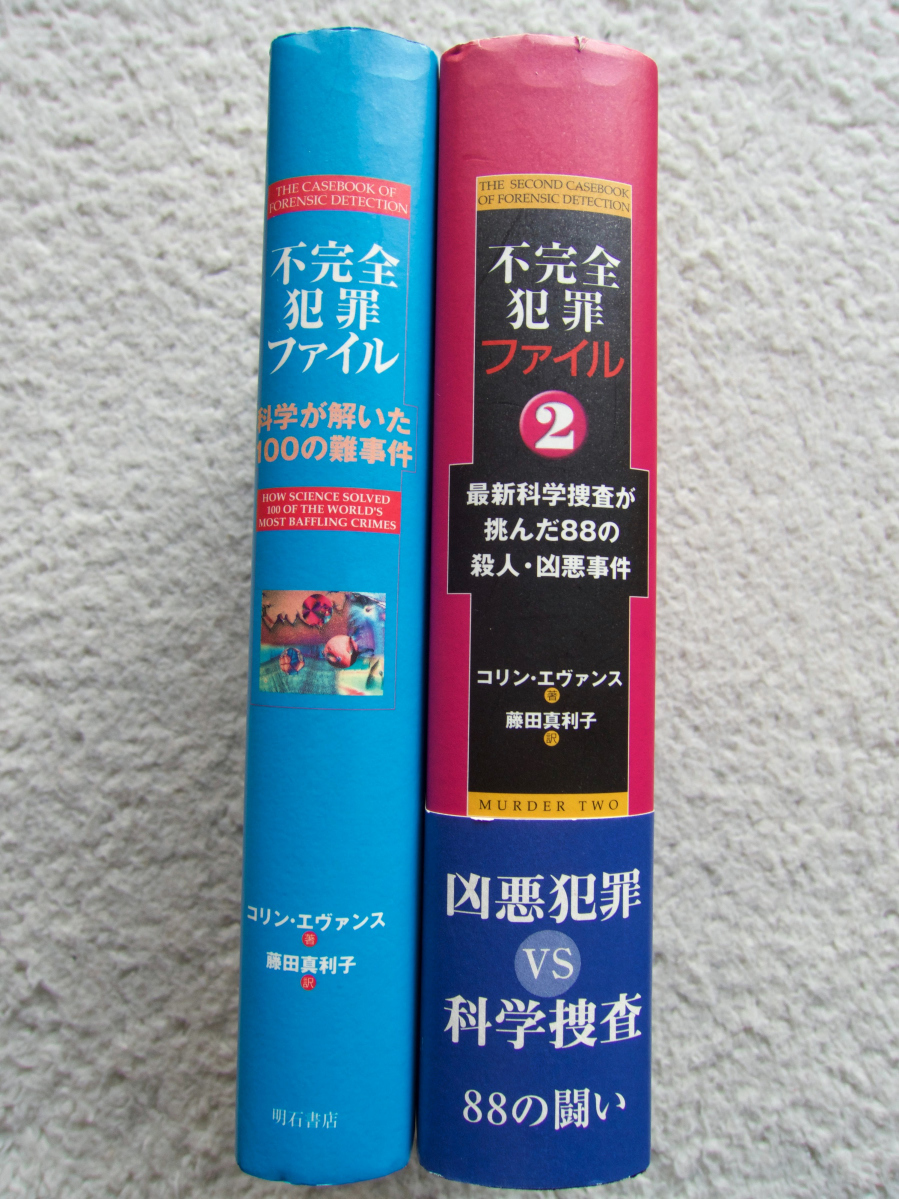 THE CASEBOOK OF
FORENSIC DETECTION
不完全
犯罪
ファイル
科学が解いた
100の難事件
HOW SCIENCE SOLVED
100 OF THE WORLD'S
MOST BAFFLING CRIMES
コリン・エヴァンス
著
藤田真利子
訳
明石書店
THE SECOND CASEBOOK
OF FORENSIC DETECTION
不完全
犯罪
ファイル
2
最新科学捜査が
挑んだ88の
殺人・凶悪事件
コリン・エヴァンス
著
藤田真利子
訳
MURDER TWO
凶悪犯罪
VS
科学捜査
88の闘い